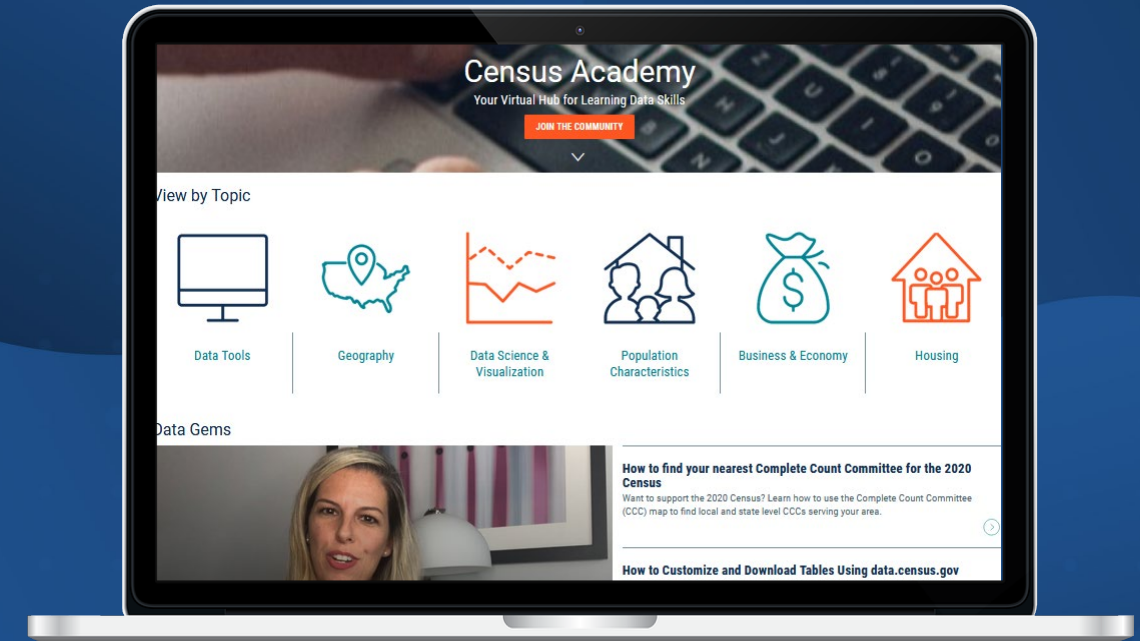 Census Academy
Your Virtual Hub for Learning Data Skills
JOIN THE COMMUNITY
View by Topic
Data Tools
Geography
Data Science &
Visualization
Population
Characteristics
Business & Economy
Housing
Data Gems
How to find your nearest Complete Count Committee for the 2020
Census
Want to support the 2020 Census? Learn how to use the Complete Count Committee
(CCC) map to find local and state level CCCs serving your area.
How to Customize and Download Tables Using data.census.gov